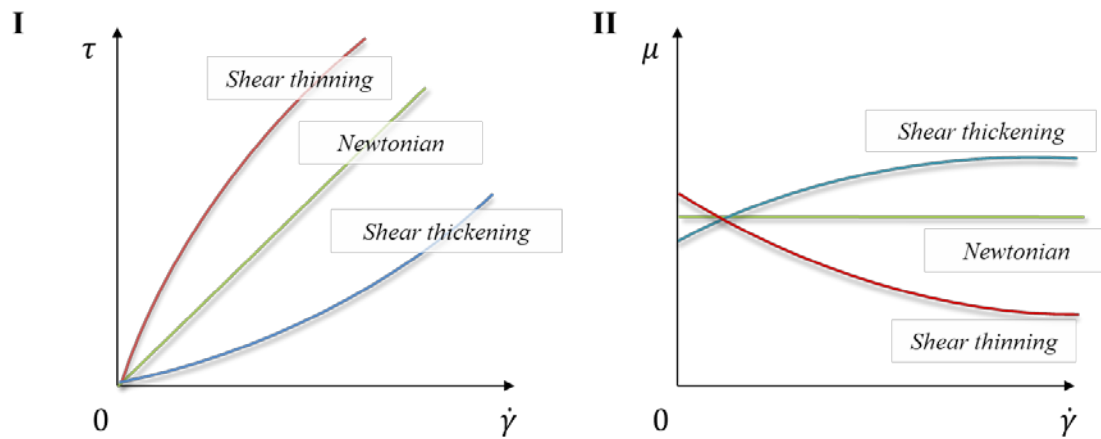 I
τ
Shear thinning
Newtonian
Shear thickening
0
γ̇
II
μ
Shear thickening
Newtonian
Shear thinning
0
γ̇